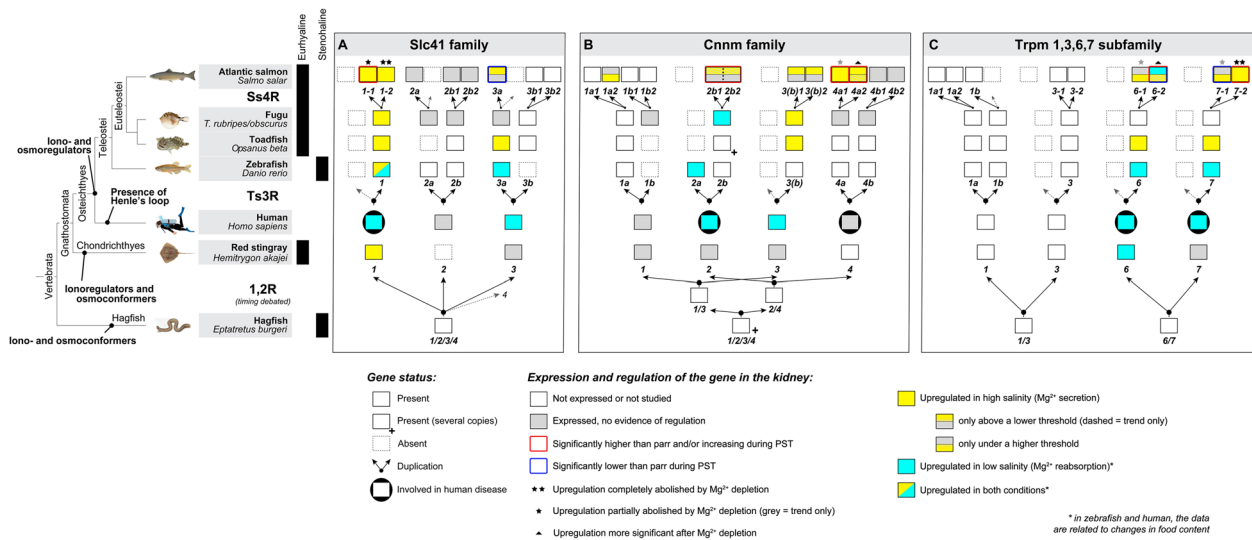 Eurhyaline
Stenohaline
A
Slc41 family
B
Cnnm family
C
Trpm 1,3,6,7 subfamily
Atlantic salmon
Salmo salar
Ss4R
Fugu
T. rubripes/obscurus
Toadfish
Opsanus beta
Zebrafish
Danio rerio
Ts3R
Human
Homo sapiens
Red stingray
Hemitrygon akajei
1,2R
(timing debated)
Hagfish
Eptatretus burgeri
Vertebrata
Gnathostomata
Osteichthyes
Teleostei
Euteleostei
Chondrichthyes
Hagfish
Iono- and
osmoregulators
Presence of
Henle's loop
Ionoregulators and
osmoconformers
Iono- and osmoconformers
1-1 1-2 2a 2b1 2b2 3a 3b1 3b2
1 2a 2b 3a 3b
1 2 3
4
1/2/3/4
1a1 1a2 1b1 1b2 2b1 2b2 3(b)1 3(b)2 4a1 4a2 4b1 4b2
+
1a 1b 2a 2b 3(b) 4a 4b
1 2 3 4
1/3 2/4
+
1/2/3/4
1a1 1a2 1b 3-1 3-2 6-1 6-2 7-1 7-2
1a 1b 3 6 7
1 3 6 7
1/3 6/7
Gene status:
Present
Present (several copies)
+
Absent
Duplication
Involved in human disease
Expression and regulation of the gene in the kidney:
Not expressed or not studied
Expressed, no evidence of regulation
Significantly higher than parr and/or increasing during PST
Significantly lower than parr during PST
Upregulation completely abolished by Mg²⁺ depletion
Upregulation partially abolished by Mg²⁺ depletion (grey = trend only)
Upregulation more significant after Mg²⁺ depletion
Upregulated in high salinity (Mg²⁺ secretion)
only above a lower threshold (dashed = trend only)
only under a higher threshold
Upregulated in low salinity (Mg²⁺ reabsorption)*
Upregulated in both conditions*
* in zebrafish and human, the data
are related to changes in food content